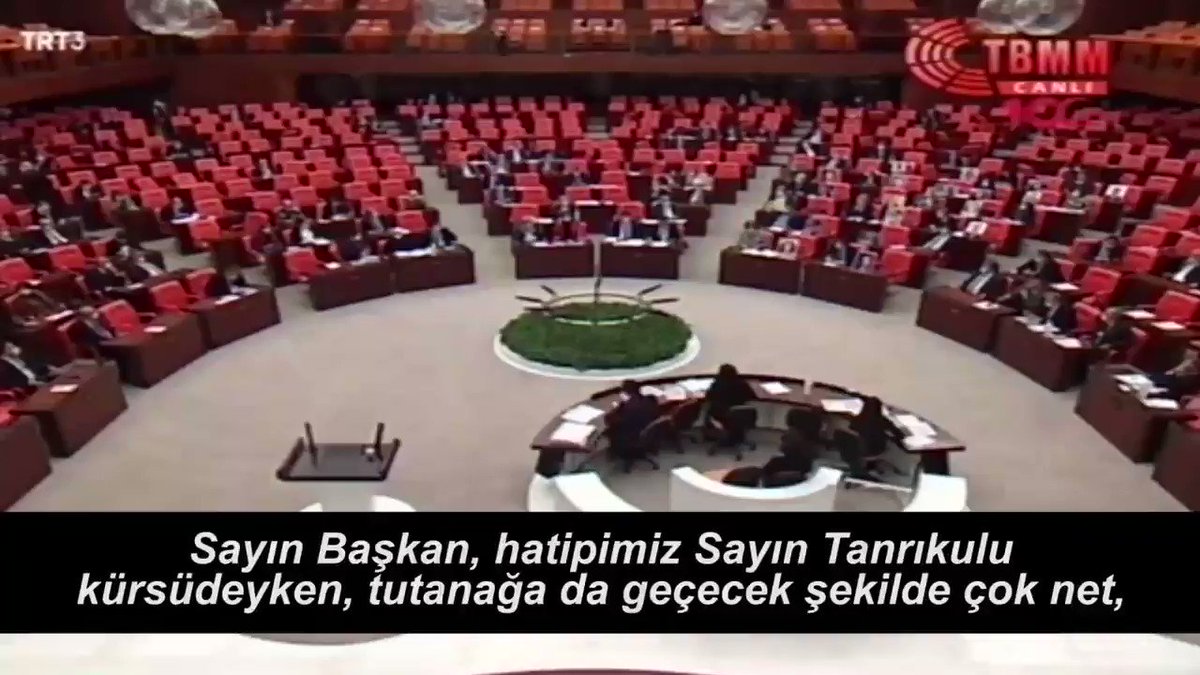 TRT3
TBMM
CANLI
Sayın Başkan, hatipimiz Sayın Tanrıkulu
kürsüdeyken, tutanağa da geçecek şekilde çok net,